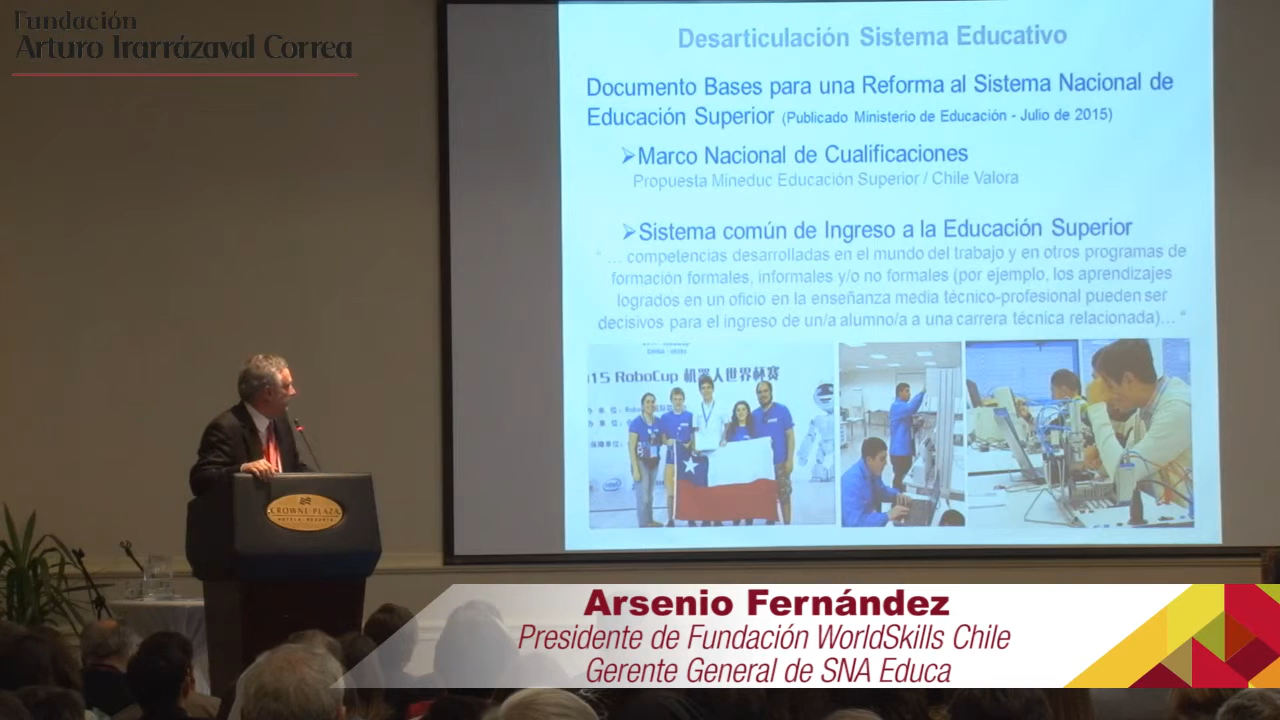 Fundación
Arturo Irarrázaval Correa
Desarticulación Sistema Educativo
Documento Bases para una Reforma al Sistema Nacional de
Educación Superior (Publicado Ministerio de Educación - Julio de 2015)
➢Marco Nacional de Cualificaciones
Propuesta Mineduc Educación Superior / Chile Valora
➢Sistema común de Ingreso a la Educación Superior
“ ... competencias desarrolladas en el mundo del trabajo y en otros programas de
formación formales, informales y/o no formales (por ejemplo, los aprendizajes
logrados en un oficio en la enseñanza media técnico-profesional pueden ser
decisivos para el ingreso de un/a alumno/a a una carrera técnica relacionada)... “
15 RoboCup 机器人世界杯赛
intel
CROWNE PLAZA
HOTELS · RESORTS
Arsenio Fernández
Presidente de Fundación WorldSkills Chile
Gerente General de SNA Educa